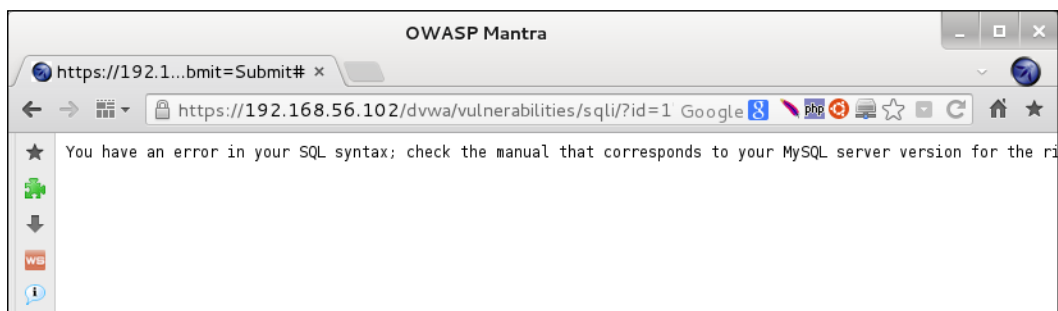 OWASP Mantra
https://192.1...bmit=Submit# ×
https://192.168.56.102/dvwa/vulnerabilities/sqli/?id=1' Google 8 php
You have an error in your SQL syntax; check the manual that corresponds to your MySQL server version for the ri
WS
i